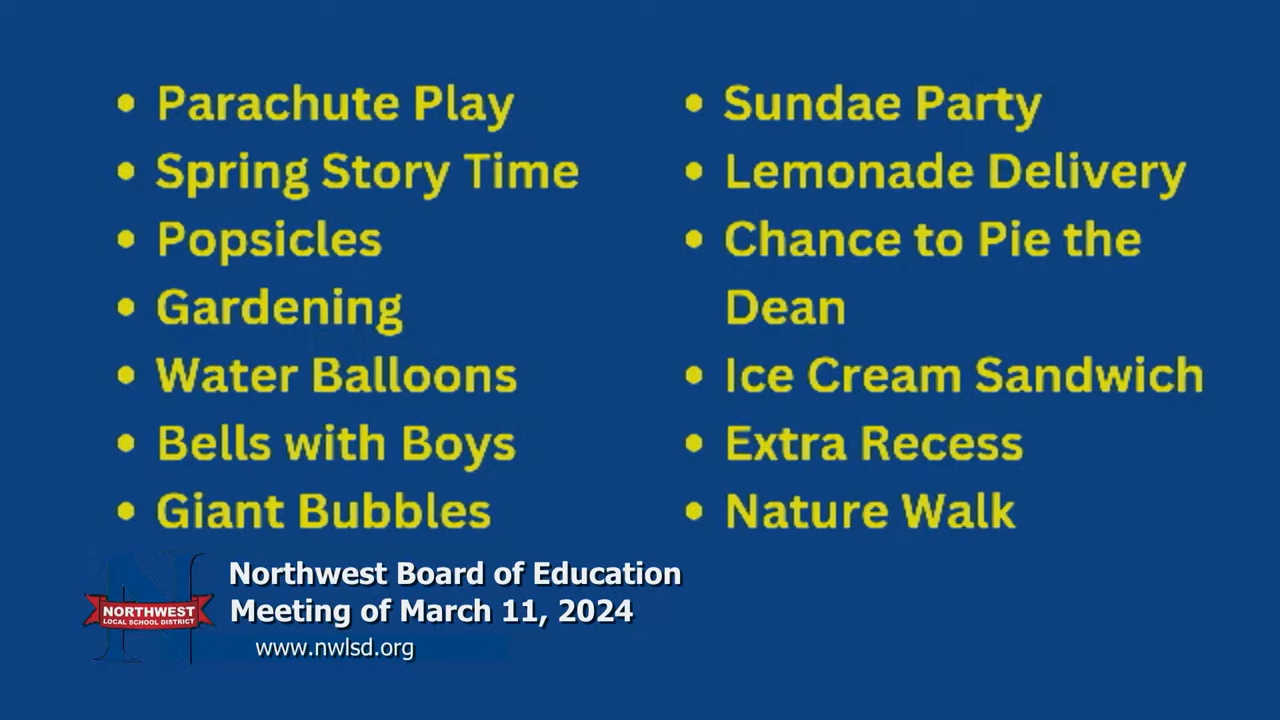 • Parachute Play
• Spring Story Time
• Popsicles
• Gardening
• Water Balloons
• Bells with Boys
• Giant Bubbles
• Sundae Party
• Lemonade Delivery
• Chance to Pie the
Dean
• Ice Cream Sandwich
• Extra Recess
• Nature Walk
N
NORTHWEST
LOCAL SCHOOL DISTRICT
Northwest Board of Education
Meeting of March 11, 2024
www.nwlsd.org